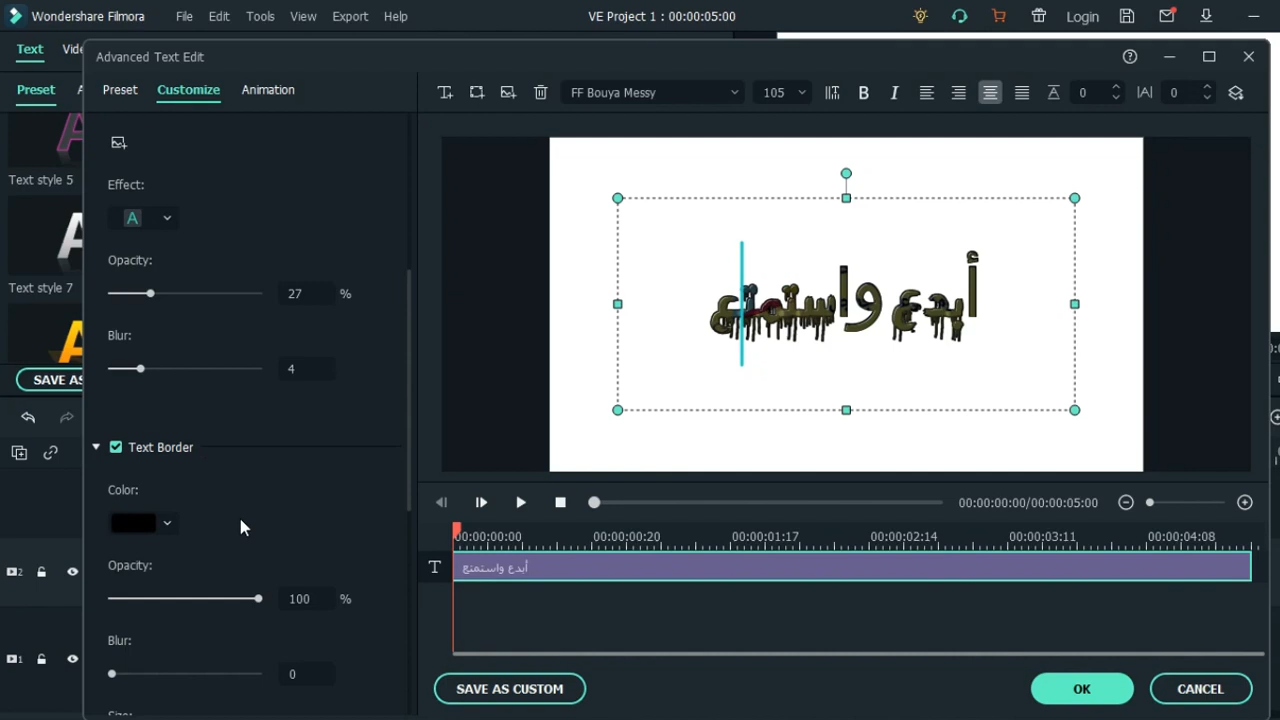 Wondershare Filmora File Edit Tools View Export Help VE Project 1 : 00:00:05:00 Login
Text
Preset
Text style 5
Text style 7
SAVE AS
Advanced Text Edit
Preset Customize Animation
FF Bouya Messy 105 B I 0 0
Effect:
A
Opacity:
27 %
Blur:
4
Text Border
Color:
Opacity:
100 %
Blur:
0
Size:
أبدع واستمتع
00:00:00:00/00:00:05:00
00:00:00:00 00:00:00:20 00:00:01:17 00:00:02:14 00:00:03:11 00:00:04:08
T أبدع واستمتع
2
1
SAVE AS CUSTOM OK CANCEL